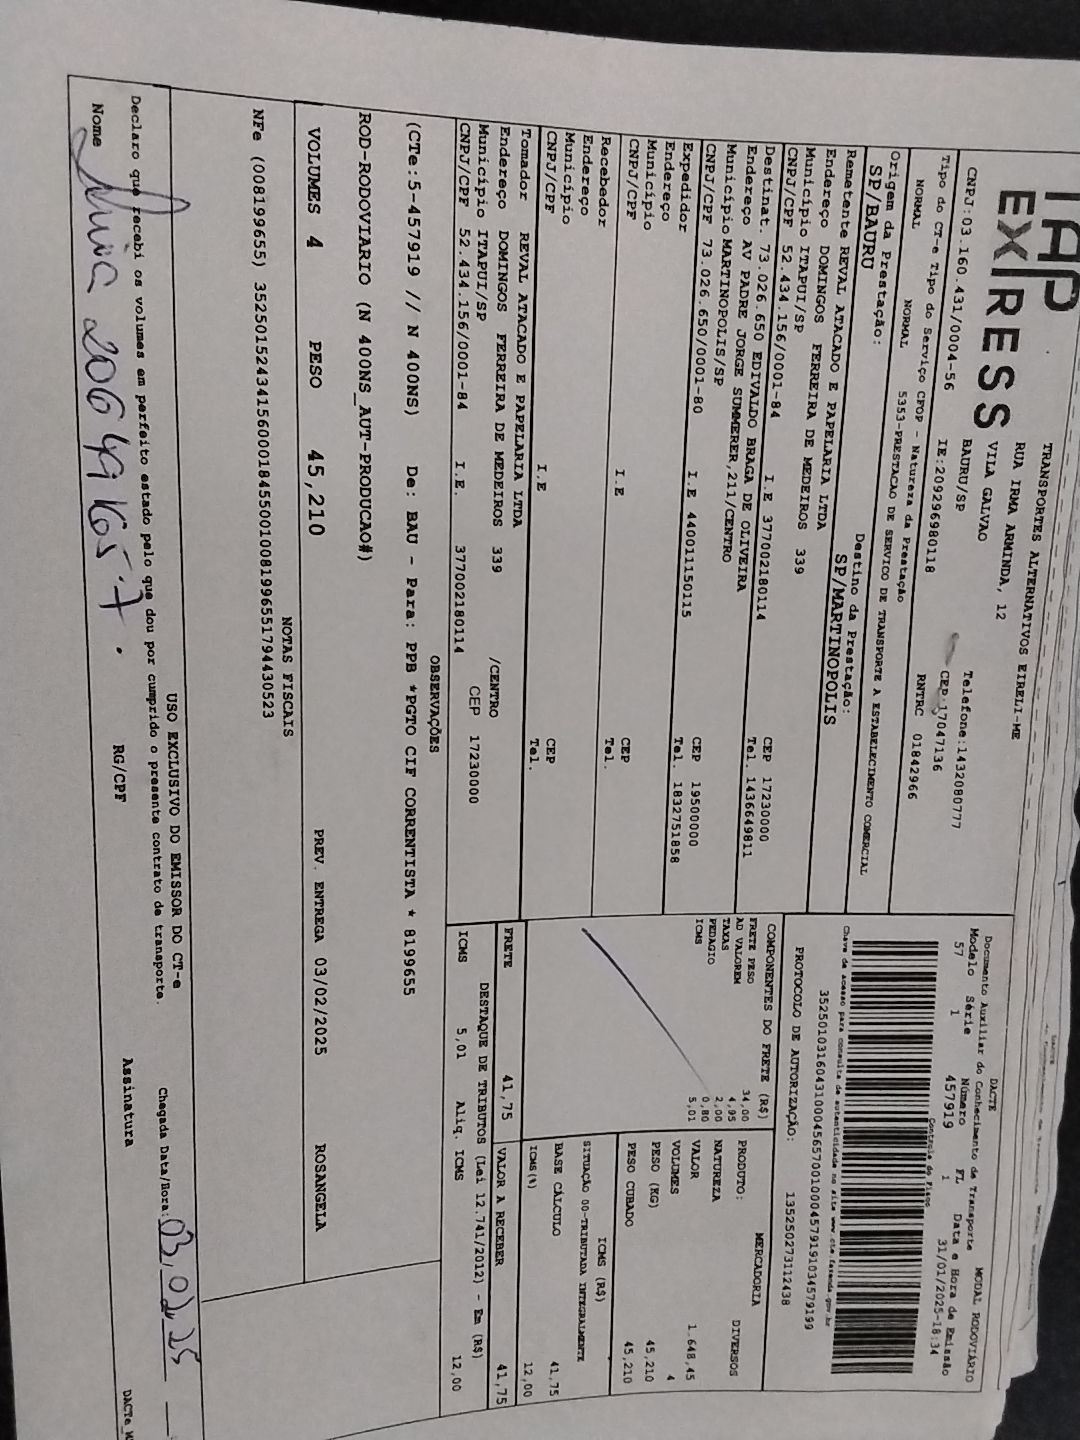 TAP
EXPRESS
TRANSPORTES ALTERNATIVOS EIRELI-ME
RUA IRMA ARMINDA, 12
VILA GALVAO Telefone:1432080777
BAURU/SP CEP:17047136
CNPJ:03.160.431/0004-56 IE:209296980118
Tipo do CT-e Tipo do Serviço CFOP - Natureza da Prestação RNTRC 01842966
NORMAL NORMAL 5353-PRESTACAO DE SERVICO DE TRANSPORTE A ESTABELECIMENTO COMERCIAL
Origem da Prestação: Destino da Prestação:
SP/BAURU SP/MARTINOPOLIS
Remetente REVAL ATACADO E PAPELARIA LTDA
Endereço DOMINGOS FERREIRA DE MEDEIROS 339
Município ITAPUI/SP CEP 17230000
CNPJ/CPF 52.434.156/0001-84 I.E 377002180114 Tel. 1436649811
Destinat. 73.026.650 EDIVALDO BRAGA DE OLIVEIRA
Endereço AV PADRE JORGE SUMMERER,211/CENTRO
Município MARTINOPOLIS/SP CEP 19500000
CNPJ/CPF 73.026.650/0001-80 I.E 440011150115 Tel. 1832751858
Expedidor
Endereço
Município CEP
CNPJ/CPF I.E Tel.
Recebedor
Endereço
Município CEP
CNPJ/CPF I.E Tel.
Tomador REVAL ATACADO E PAPELARIA LTDA
Endereço DOMINGOS FERREIRA DE MEDEIROS 339 /CENTRO
Município ITAPUI/SP CEP 17230000
CNPJ/CPF 52.434.156/0001-84 I.E. 377002180114
DACTE
Documento Auxiliar do Conhecimento de Transporte MODAL RODOVIÁRIO
Modelo Série Número FL Data e Hora de Emissão
57 1 457919 1 31/01/2025-18:34
Controle do Fisco
Chave de acesso para consulta de autenticidade no site www.cte.fazenda.gov.br
35250103160431000456570010004579191034579199
PROTOCOLO DE AUTORIZAÇÃO: 135250273112438
COMPONENTES DO FRETE (R$)
FRETE PESO 34,00
AD VALOREM 4,95
TAXAS 2,00
PEDAGIO 0,80
ICMS 5,01
PRODUTO: MERCADORIA
NATUREZA DIVERSOS
VALOR 1.648,45
VOLUMES 4
PESO (KG) 45,210
PESO CUBADO 45,210
ICMS (R$)
SITUAÇÃO 00-TRIBUTADA INTEGRALMENTE
BASE CÁLCULO 41,75
ICMS(%) 12,00
FRETE 41,75 VALOR A RECEBER 41,75
DESTAQUE DE TRIBUTOS (Lei 12.741/2012) - Em (R$)
ICMS 5,01 Aliq. ICMS 12,00
OBSERVAÇÕES
(CTe:5-457919 // N 400NS) De: BAU - Para: PPB *PGTO CIF CORRENTISTA * 8199655
ROD-RODOVIARIO (N 400NS_AUT-PRODUCAO#)
VOLUMES 4 PESO 45,210 PREV. ENTREGA 03/02/2025 ROSANGELA
NOTAS FISCAIS
NFe (008199655) 35250152434156000184550010081996551794430523
USO EXCLUSIVO DO EMISSOR DO CT-e
Declaro que recebi os volumes em perfeito estado pelo que dou por cumprido o presente contrato de transporte. Chegada Data/Hora: 03,02,25
Nome RG/CPF Assinatura